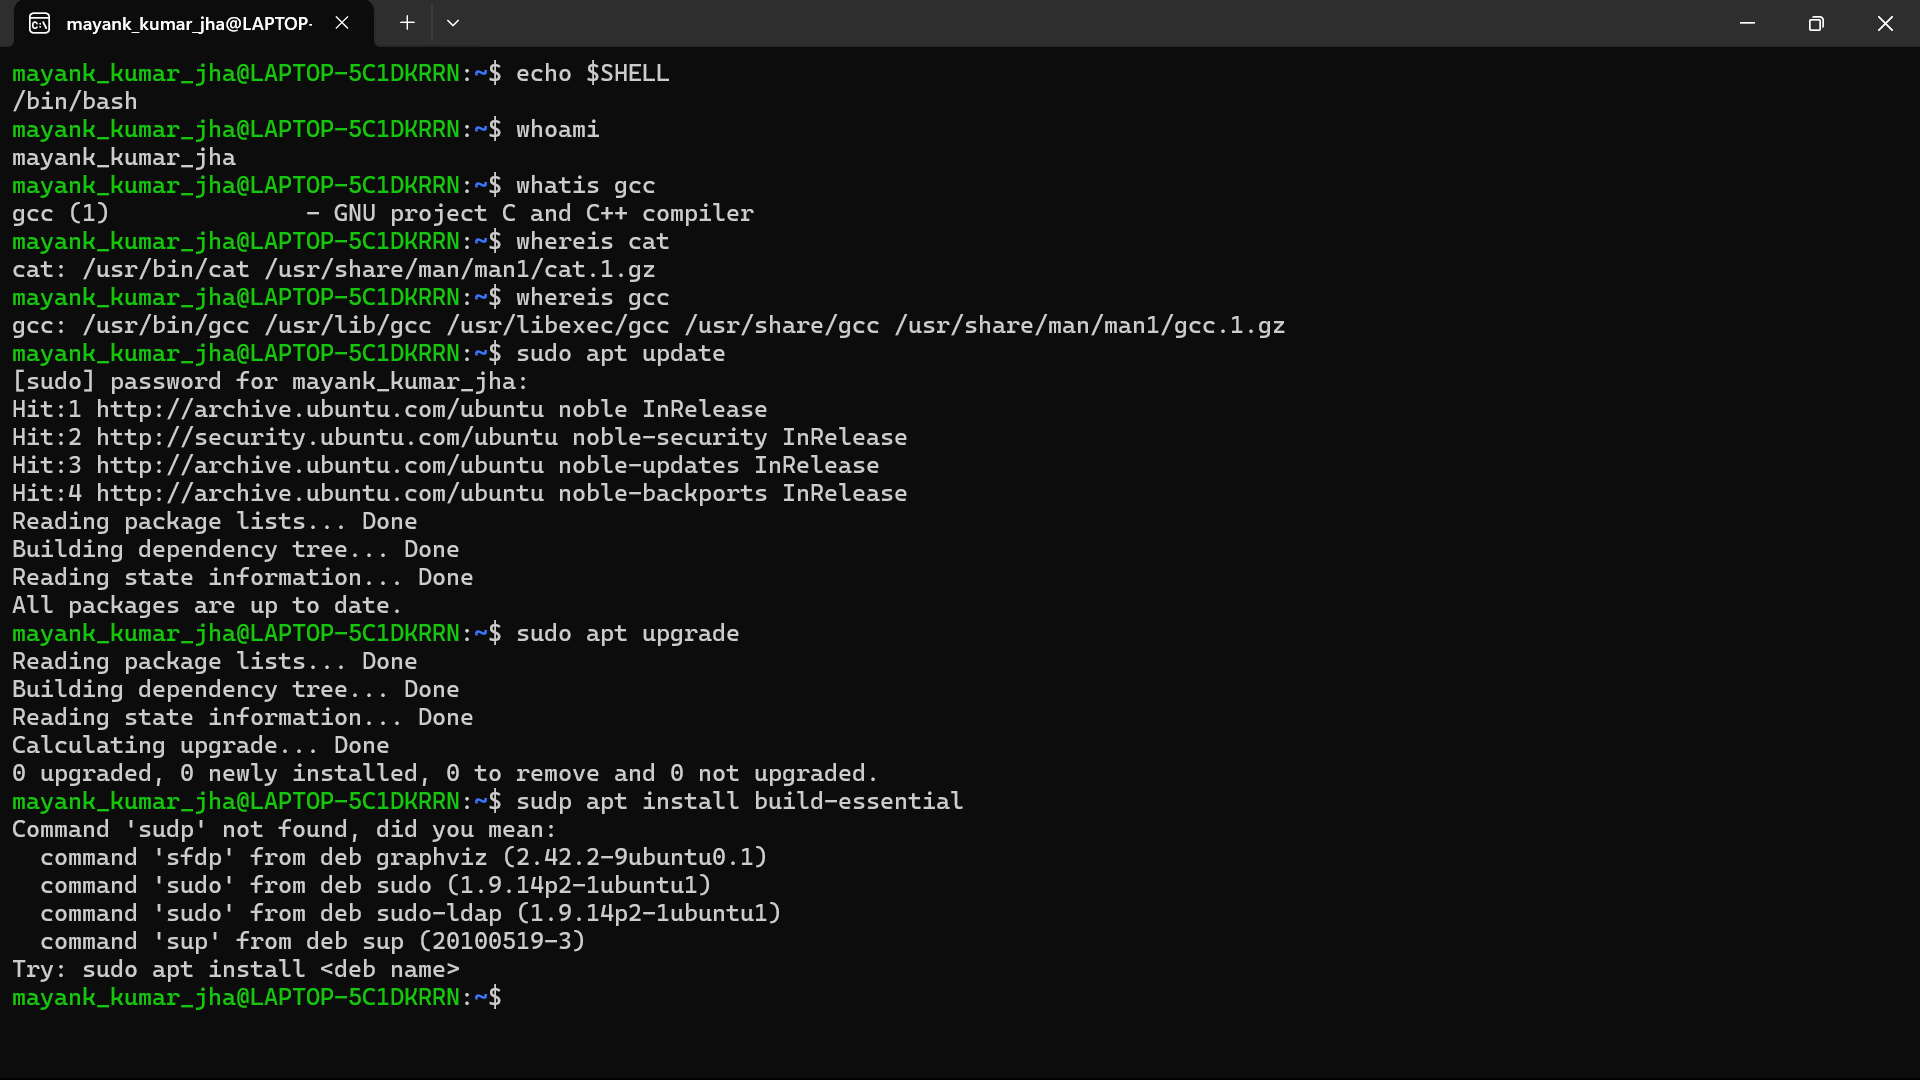 mayank_kumar_jha@LAPTOP-
mayank_kumar_jha@LAPTOP-5C1DKRRN:~$ echo $SHELL
/bin/bash
mayank_kumar_jha@LAPTOP-5C1DKRRN:~$ whoami
mayank_kumar_jha
mayank_kumar_jha@LAPTOP-5C1DKRRN:~$ whatis gcc
gcc (1)              - GNU project C and C++ compiler
mayank_kumar_jha@LAPTOP-5C1DKRRN:~$ whereis cat
cat: /usr/bin/cat /usr/share/man/man1/cat.1.gz
mayank_kumar_jha@LAPTOP-5C1DKRRN:~$ whereis gcc
gcc: /usr/bin/gcc /usr/lib/gcc /usr/libexec/gcc /usr/share/gcc /usr/share/man/man1/gcc.1.gz
mayank_kumar_jha@LAPTOP-5C1DKRRN:~$ sudo apt update
[sudo] password for mayank_kumar_jha:
Hit:1 http://archive.ubuntu.com/ubuntu noble InRelease
Hit:2 http://security.ubuntu.com/ubuntu noble-security InRelease
Hit:3 http://archive.ubuntu.com/ubuntu noble-updates InRelease
Hit:4 http://archive.ubuntu.com/ubuntu noble-backports InRelease
Reading package lists... Done
Building dependency tree... Done
Reading state information... Done
All packages are up to date.
mayank_kumar_jha@LAPTOP-5C1DKRRN:~$ sudo apt upgrade
Reading package lists... Done
Building dependency tree... Done
Reading state information... Done
Calculating upgrade... Done
0 upgraded, 0 newly installed, 0 to remove and 0 not upgraded.
mayank_kumar_jha@LAPTOP-5C1DKRRN:~$ sudp apt install build-essential
Command 'sudp' not found, did you mean:
  command 'sfdp' from deb graphviz (2.42.2-9ubuntu0.1)
  command 'sudo' from deb sudo (1.9.14p2-1ubuntu1)
  command 'sudo' from deb sudo-ldap (1.9.14p2-1ubuntu1)
  command 'sup' from deb sup (20100519-3)
Try: sudo apt install <deb name>
mayank_kumar_jha@LAPTOP-5C1DKRRN:~$